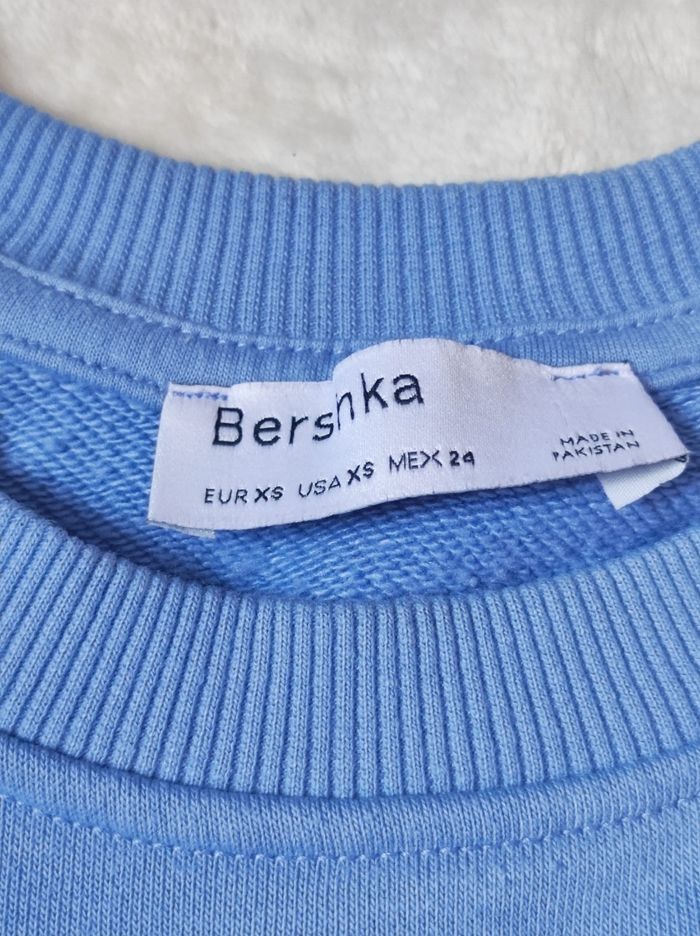 Bershka
EUR XS USA XS MEX 24
MADE IN
PAKISTAN